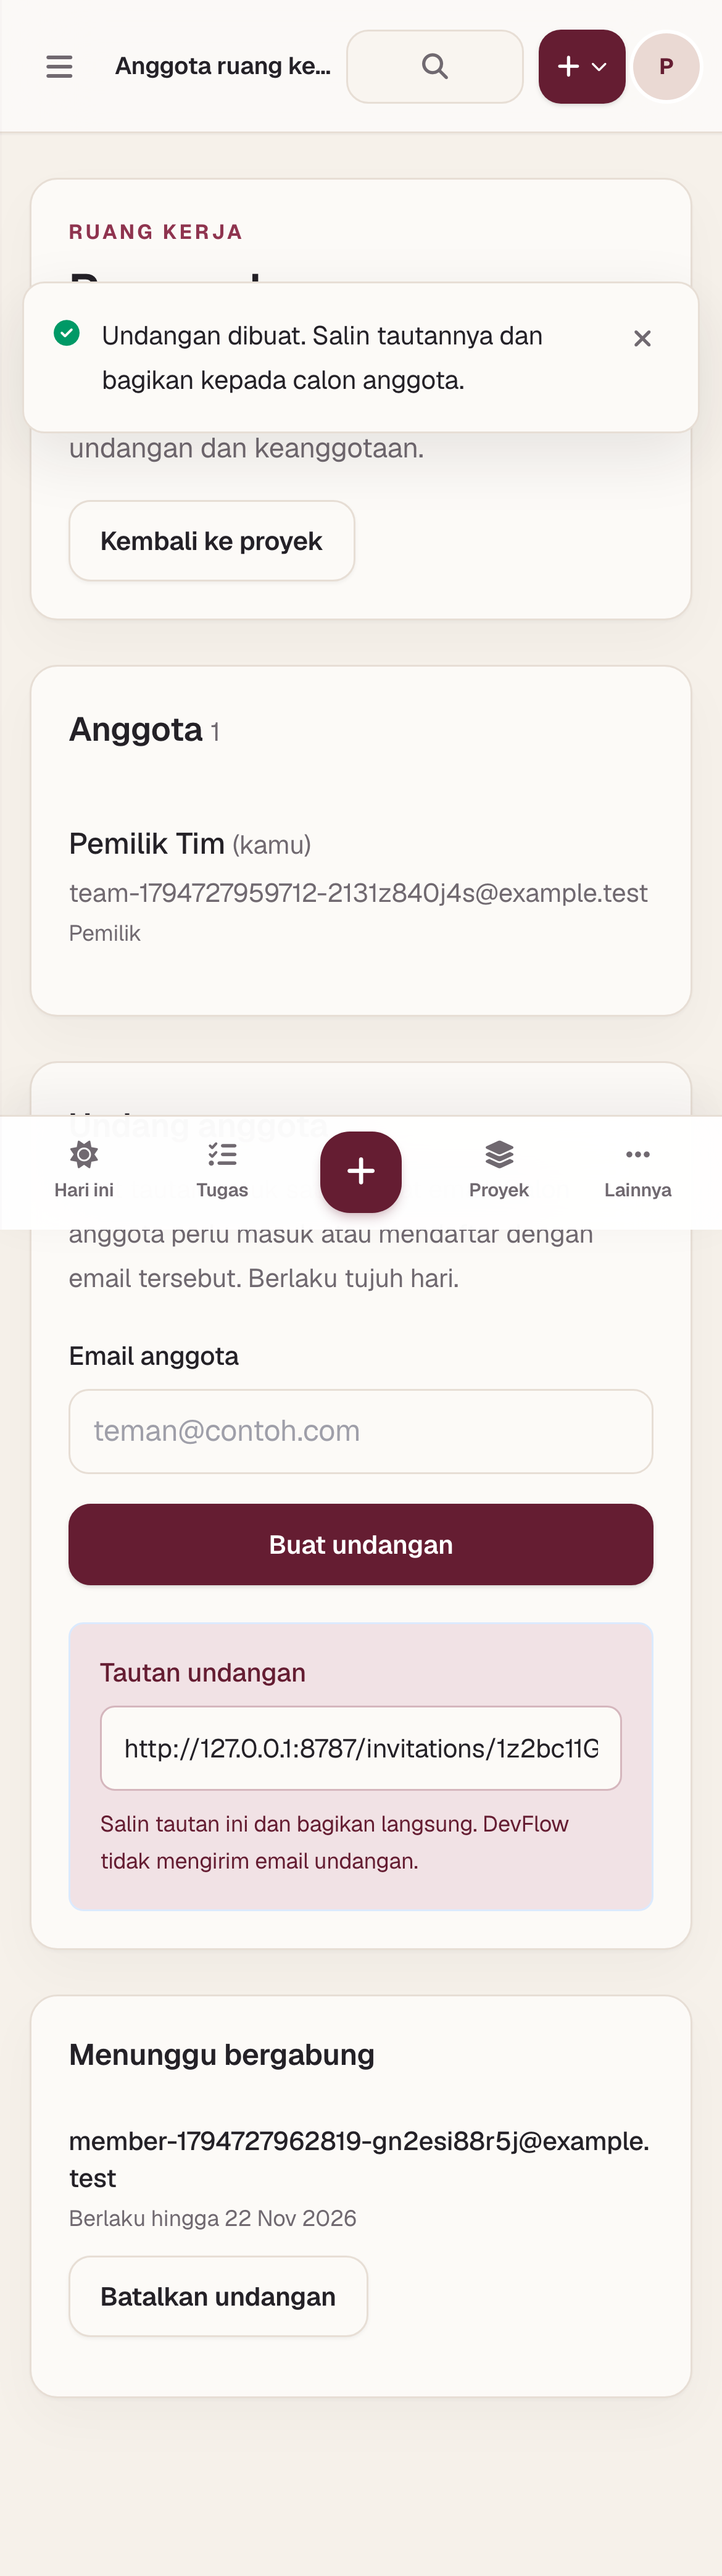 Anggota ruang ke...
P
RUANG KERJA
Undangan dibuat. Salin tautannya dan
bagikan kepada calon anggota.
undangan dan keanggotaan.
Kembali ke proyek
Anggota 1
Pemilik Tim (kamu)
team-1794727959712-2131z840j4s@example.test
Pemilik
Undang anggota
Hari ini
Tugas
Proyek
Lainnya
anggota perlu masuk atau mendaftar dengan
email tersebut. Berlaku tujuh hari.
Email anggota
teman@contoh.com
Buat undangan
Tautan undangan
http://127.0.0.1:8787/invitations/1z2bc11G
Salin tautan ini dan bagikan langsung. DevFlow
tidak mengirim email undangan.
Menunggu bergabung
member-1794727962819-gn2esi88r5j@example.
test
Berlaku hingga 22 Nov 2026
Batalkan undangan